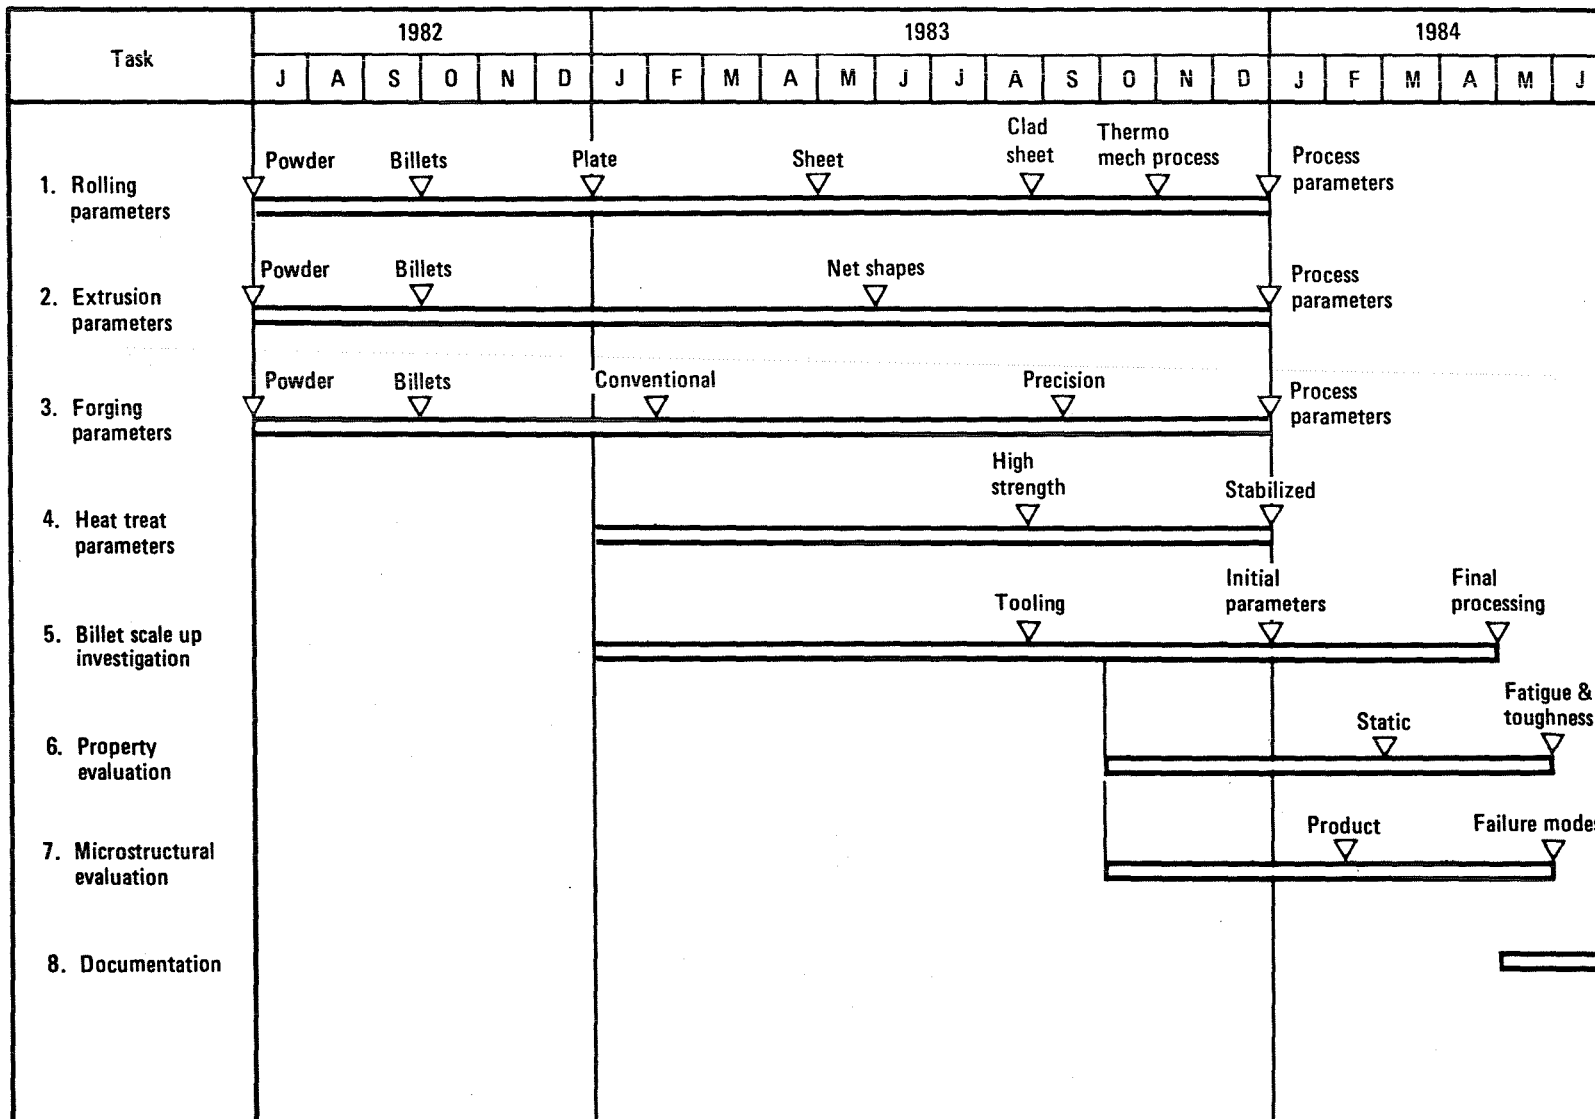 Task
1982
1983
1984
J A S O N D J F M A M J J A S O N D J F M A M J
1. Rolling
parameters
Powder
Billets
Plate
Sheet
Clad
sheet
Thermo
mech process
Process
parameters
2. Extrusion
parameters
Powder
Billets
Net shapes
Process
parameters
3. Forging
parameters
Powder
Billets
Conventional
Precision
Process
parameters
4. Heat treat
parameters
High
strength
Stabilized
5. Billet scale up
investigation
Tooling
Initial
parameters
Final
processing
6. Property
evaluation
Static
Fatigue &
toughness
7. Microstructural
evaluation
Product
Failure modes
8. Documentation